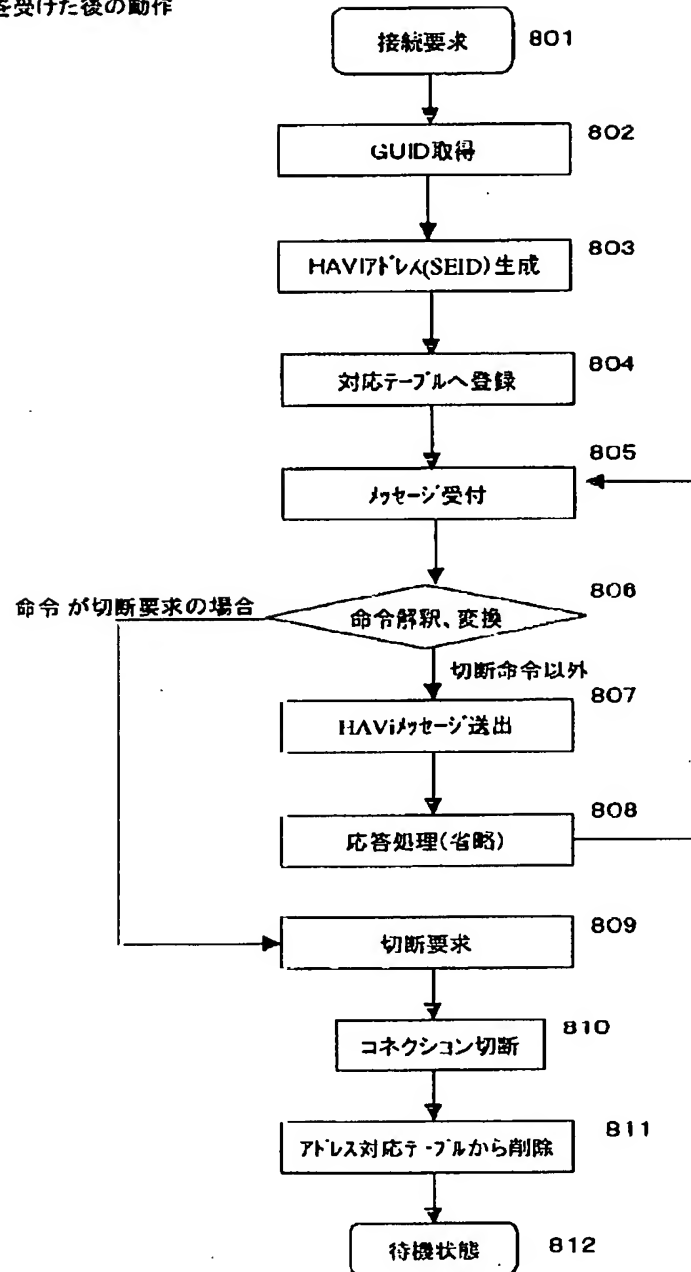 を受けた後の動作
接続要求 801
GUID取得 802
HAVIアドレス(SEID)生成 803
対応テーブルへ登録 804
805
メッセージ受付
命令が切断要求の場合
命令解釈、変換 806
切断命令以外
HAViメッセージ送出 807
応答処理(省略) 808
切断要求 809
コネクション切断 810
アドレス対応テーブルから削除 811
待機状態 812